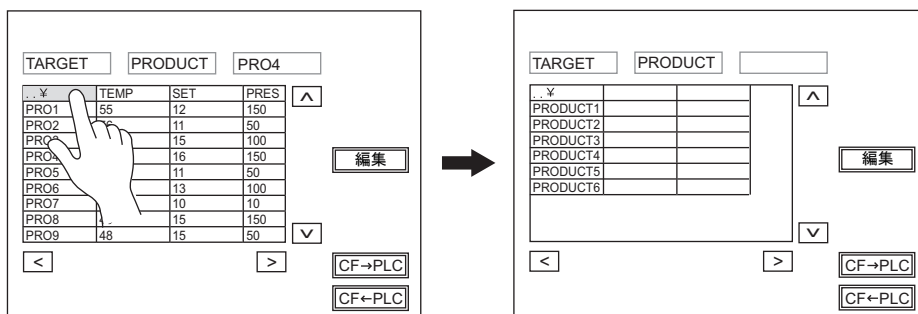 TARGET PRODUCT PRO4
..¥ TEMP SET PRES
PRO1 55 12 150
PRO2 11 50
PRO3 15 100
PRO4 16 150
PRO5 11 50
PRO6 13 100
PRO7 10 10
PRO8 15 150
PRO9 48 15 50
∧
編集
∨
< >
CF→PLC
CF←PLC
TARGET PRODUCT
..¥
PRODUCT1
PRODUCT2
PRODUCT3
PRODUCT4
PRODUCT5
PRODUCT6
∧
編集
∨
< >
CF→PLC
CF←PLC